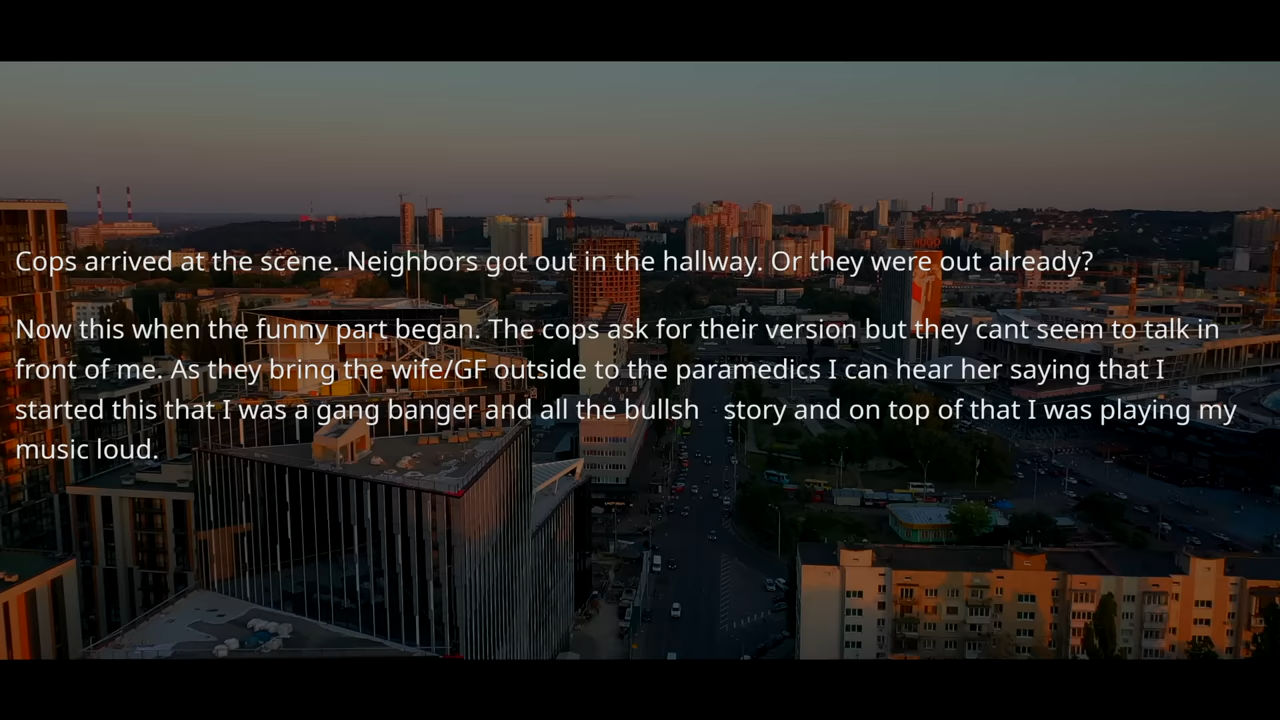 Cops arrived at the scene. Neighbors got out in the hallway. Or they were out already?
Now this when the funny part began. The cops ask for their version but they cant seem to talk in
front of me. As they bring the wife/GF outside to the paramedics I can hear her saying that I
started this that I was a gang banger and all the bullsh story and on top of that I was playing my
music loud.